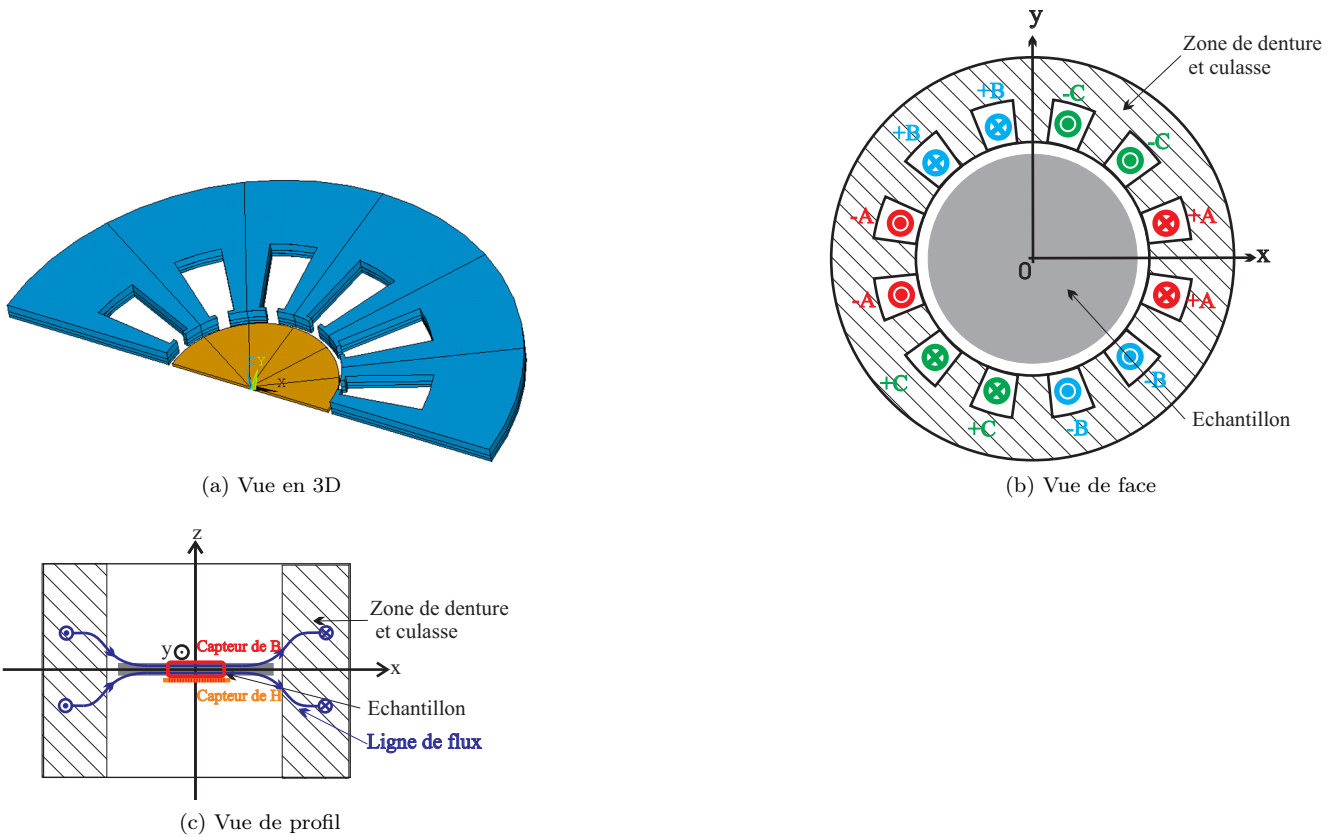 z
y
x
(a) Vue en 3D
y
Zone de denture
et culasse
+B
-C
+B
-C
-A
+A
0
x
-A
+A
+C
-B
+C
-B
Echantillon
(b) Vue de face
z
Zone de denture
et culasse
y
Capteur de B
x
Capteur de H
Echantillon
Ligne de flux
(c) Vue de profil